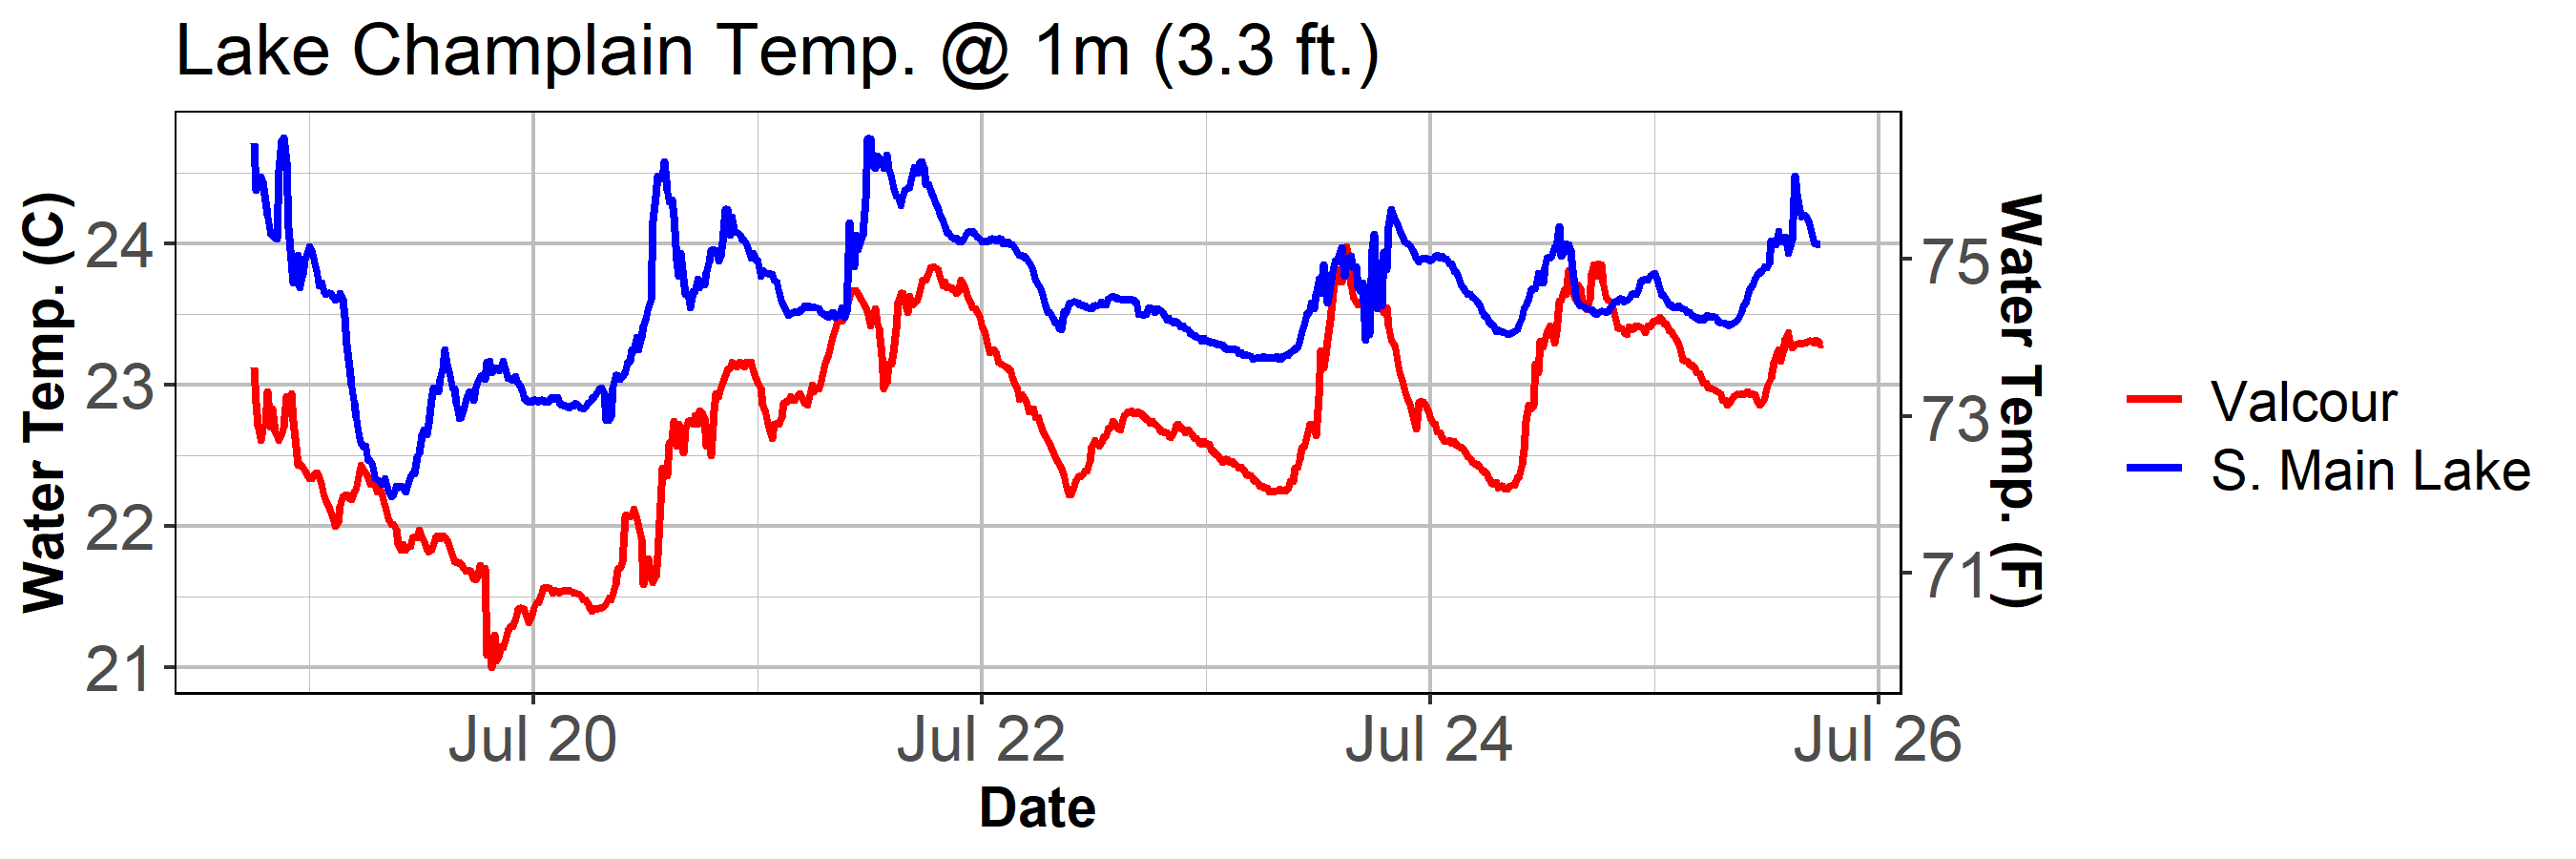 Lake Champlain Temp. @ 1m (3.3 ft.)
Water Temp. (C)
24
23
22
21
75
73
71
Water Temp. (F)
Jul 20
Jul 22
Jul 24
Jul 26
Date
Valcour
S. Main Lake